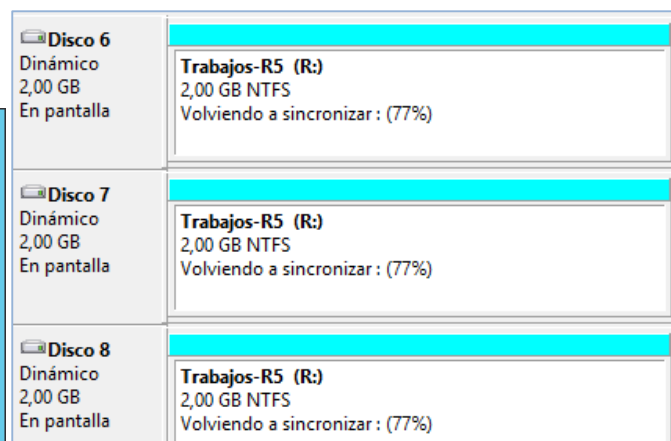 Disco 6
Dinámico
2,00 GB
En pantalla
Trabajos-R5 (R:)
2,00 GB NTFS
Volviendo a sincronizar : (77%)
Disco 7
Dinámico
2,00 GB
En pantalla
Trabajos-R5 (R:)
2,00 GB NTFS
Volviendo a sincronizar : (77%)
Disco 8
Dinámico
2,00 GB
En pantalla
Trabajos-R5 (R:)
2,00 GB NTFS
Volviendo a sincronizar : (77%)